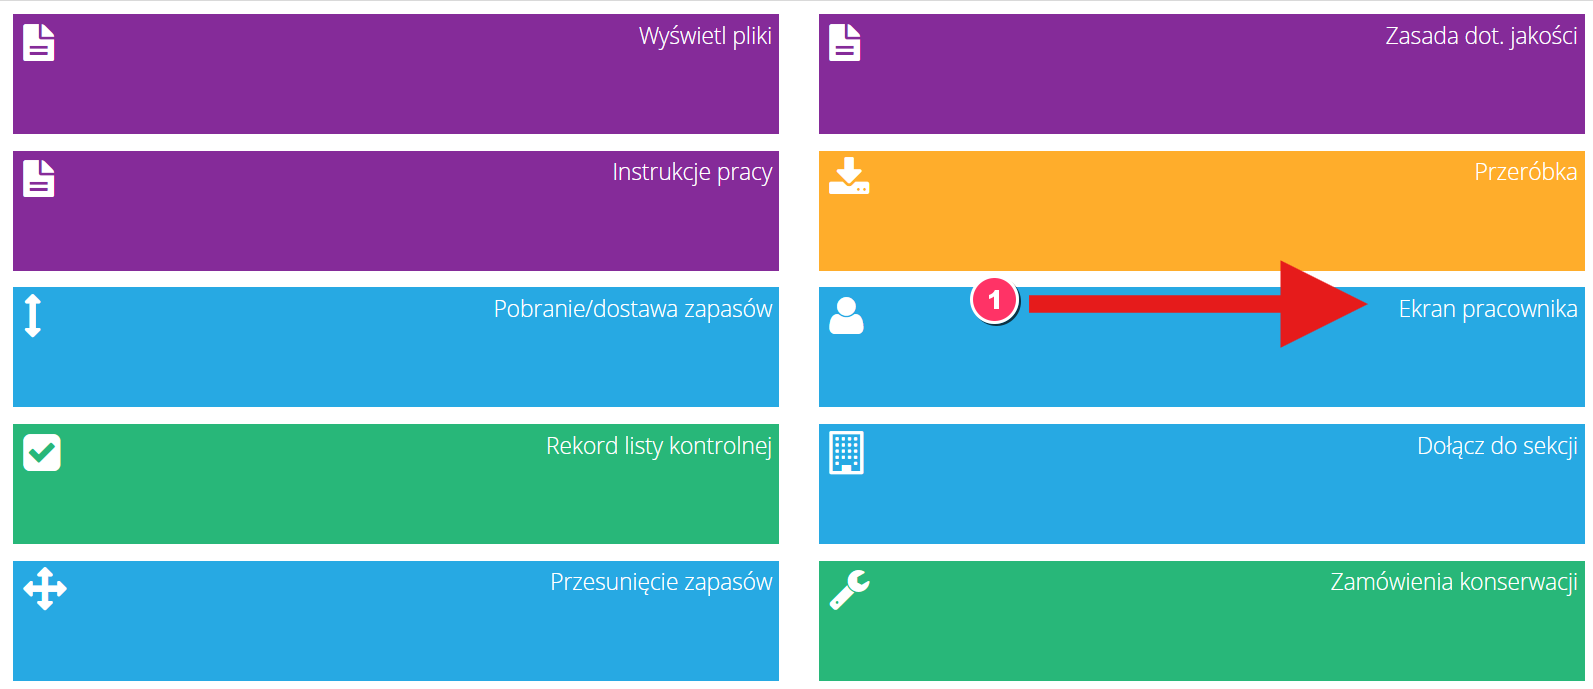 Wyświetl pliki
Zasada dot. jakości
Instrukcje pracy
Przeróbka
Pobranie/dostawa zapasów
1
Ekran pracownika
Rekord listy kontrolnej
Dołącz do sekcji
Przesunięcie zapasów
Zamówienia konserwacji